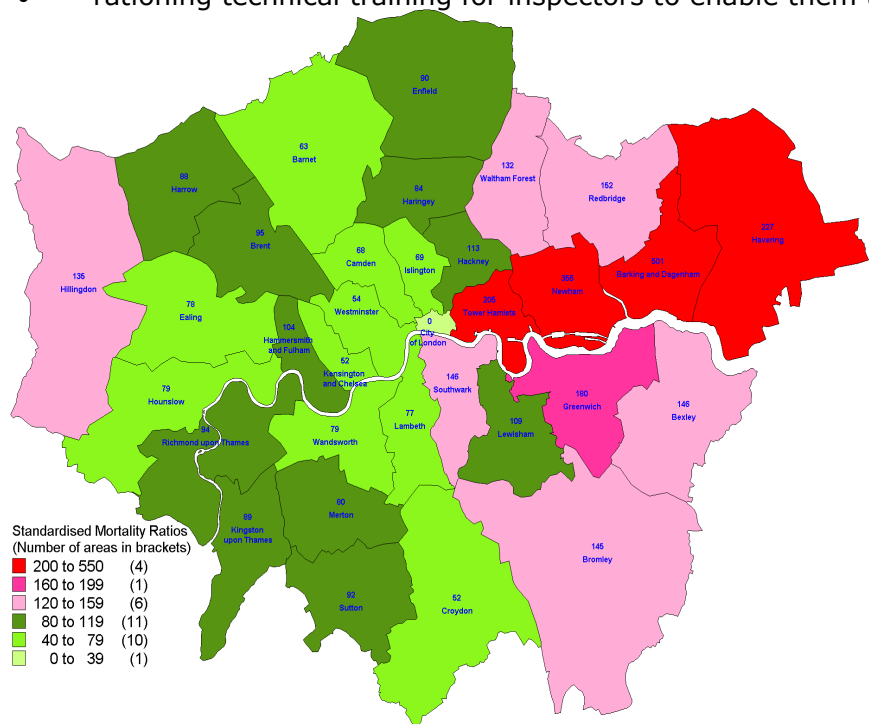 rationing technical training for inspectors to enable them
90
Enfield
63
Barnet
132
Waltham Forest
152
Redbridge
88
Harrow
84
Haringey
227
Havering
95
Brent
113
Hackney
68
Camden
69
Islington
501
Barking and Dagenham
135
Hillingdon
356
Newham
78
Ealing
54
Westminster
205
Tower Hamlets
0
City
of London
104
Hammersmith
and Fulham
52
Kensington
and Chelsea
146
Southwark
79
Hounslow
180
Greenwich
146
Bexley
77
Lambeth
109
Lewisham
94
Richmond upon Thames
79
Wandsworth
80
Merton
89
Kingston
upon Thames
145
Bromley
92
Sutton
52
Croydon
Standardised Mortality Ratios
(Number of areas in brackets)
200 to 550 (4)
160 to 199 (1)
120 to 159 (6)
80 to 119 (11)
40 to 79 (10)
0 to 39 (1)